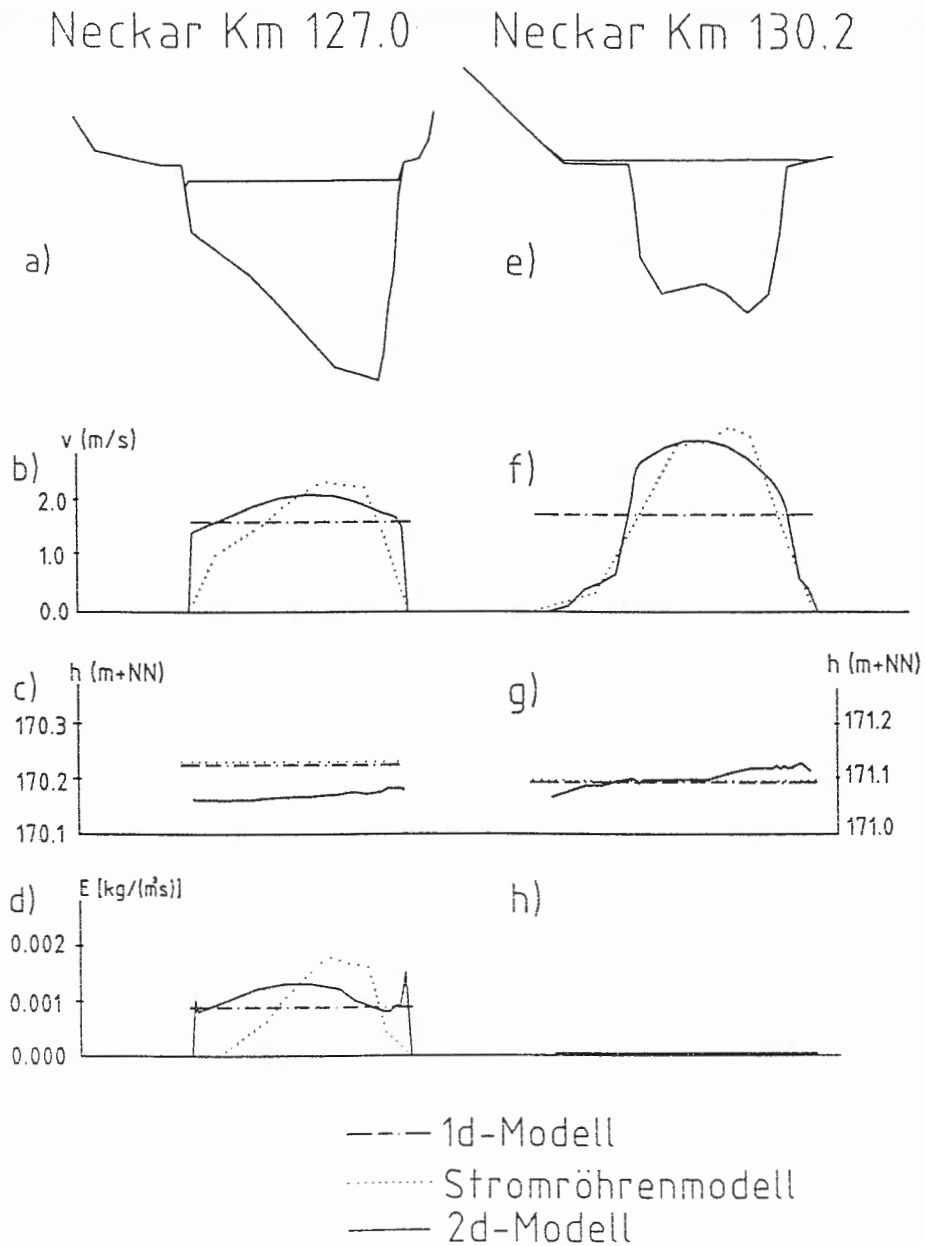 Neckar Km 127.0 Neckar Km 130.2
a) e)
v (m/s)
b) f)
2.0
1.0
0.0
c) h (m+NN) g) h (m+NN)
170.3 171.2
170.2 171.1
170.1 171.0
d) E [kg/(m²s)] h)
0.002
0.001
0.000
1d-Modell
Stromröhrenmodell
2d-Modell